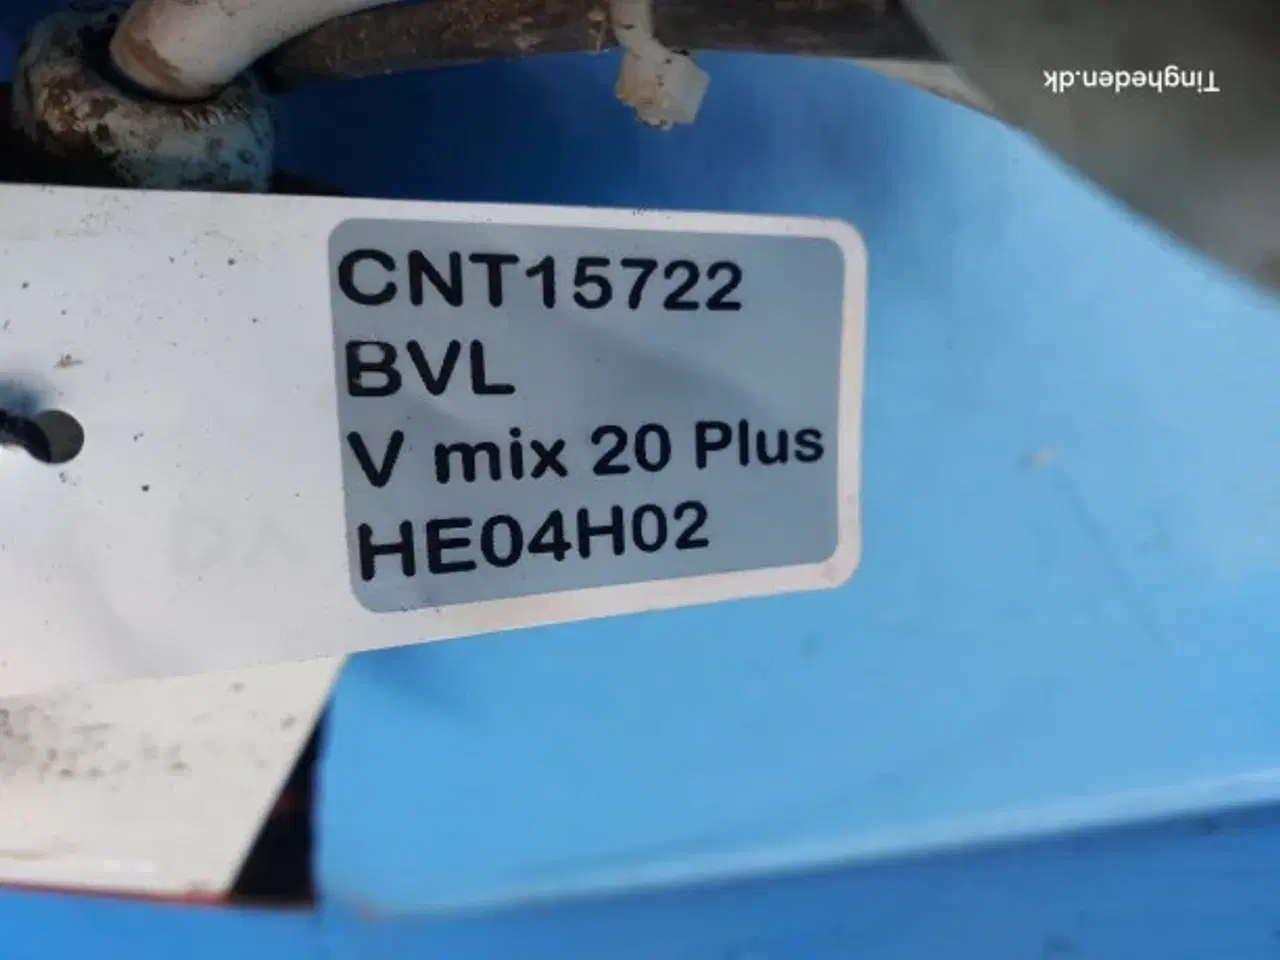 Tingheden.dk
CNT15722
BVL
V mix 20 Plus
HE04H02